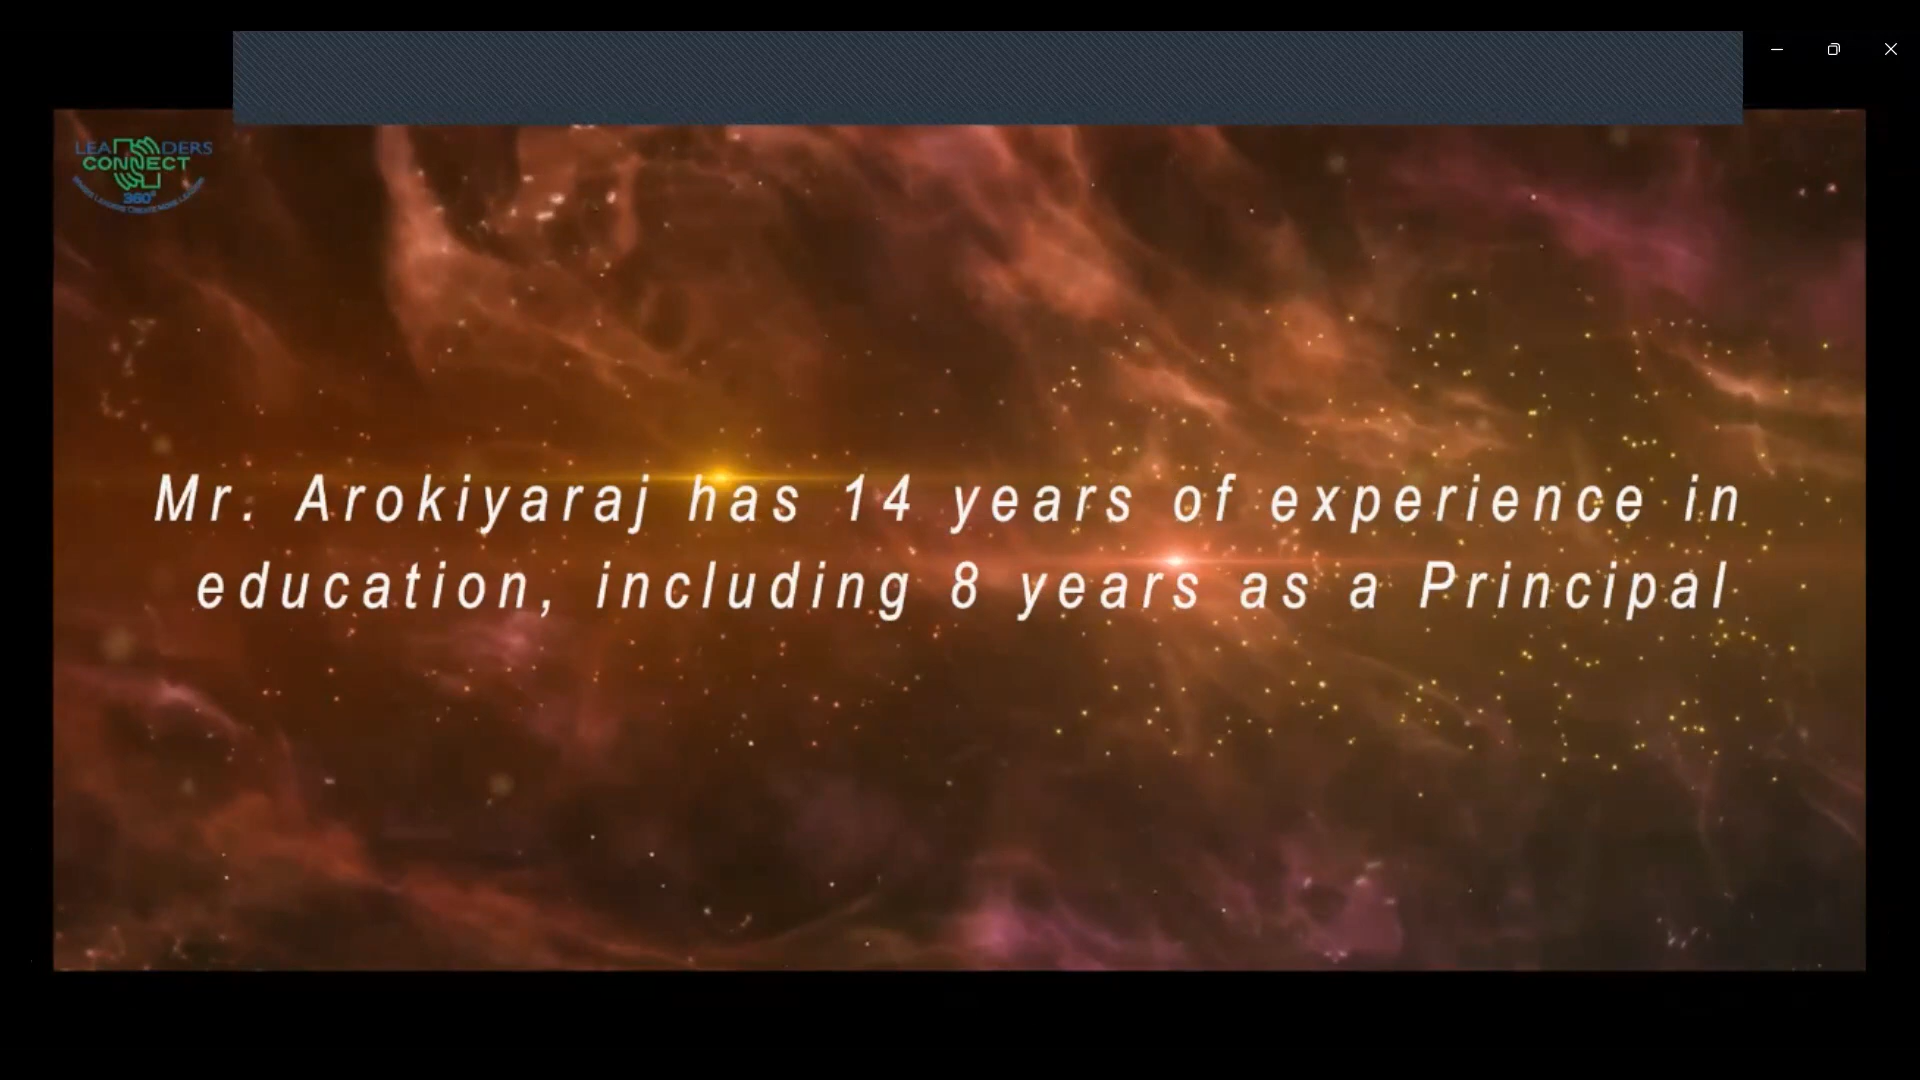 LEADERS
CONNECT
360°
Mr. Arokiyaraj has 14 years of experience in
education, including 8 years as a Principal